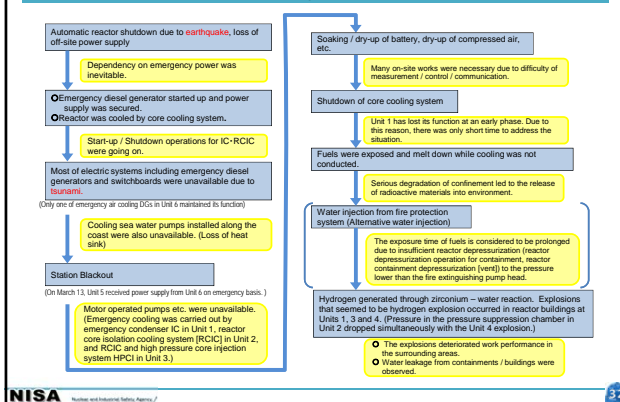 Automatic reactor shutdown due to earthquake, loss of
off-site power supply
Dependency on emergency power was
inevitable.
Emergency diesel generator started up and power
supply was secured.
Reactor was cooled by core cooling system.
Start-up / Shutdown operations for IC・RCIC
were going on.
Most of electric systems including emergency diesel
generators and switchboards were unavailable due to
tsunami.
(Only one of emergency air cooling DGs in Unit 6 maintained its function)
Cooling sea water pumps installed along the
coast were also unavailable. (Loss of heat
sink)
Station Blackout
(On March 13, Unit 5 received power supply from Unit 6 on emergency basis. )
Motor operated pumps etc. were unavailable.
(Emergency cooling was carried out by
emergency condenser IC in Unit 1, reactor
core isolation cooling system [RCIC] in Unit 2,
and RCIC and high pressure core injection
system HPCI in Unit 3.)
Soaking / dry-up of battery, dry-up of compressed air,
etc.
Many on-site works were necessary due to difficulty of
measurement / control / communication.
Shutdown of core cooling system
Unit 1 has lost its function at an early phase. Due to
this reason, there was only short time to address the
situation.
Fuels were exposed and melt down while cooling was not
conducted.
Serious degradation of confinement led to the release
of radioactive materials into environment.
Water injection from fire protection
system (Alternative water injection)
The exposure time of fuels is considered to be prolonged
due to insufficient reactor depressurization (reactor
depressurization operation for containment, reactor
containment depressurization [vent]) to the pressure
lower than the fire extinguishing pump head.
Hydrogen generated through zirconium – water reaction. Explosions
that seemed to be hydrogen explosion occurred in reactor buildings at
Units 1, 3 and 4. (Pressure in the pressure suppression chamber in
Unit 2 dropped simultaneously with the Unit 4 explosion.)
The explosions deteriorated work performance in
the surrounding areas.
Water leakage from containments / buildings were
observed.
NISA Nuclear and Industrial Safety Agency
3